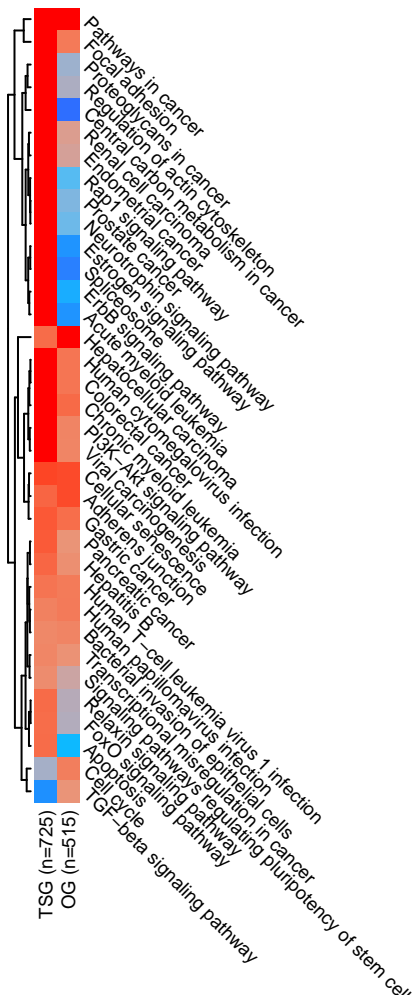 Pathways in cancer
Focal adhesion
Proteoglycans in cancer
Regulation of actin cytoskeleton
Central carbon metabolism in cancer
Renal cell carcinoma
Endometrial cancer
Rap1 signaling pathway
Prostate cancer
Neurotrophin signaling pathway
Estrogen signaling pathway
Spliceosome
ErbB signaling pathway
Acute myeloid leukemia
Hepatocellular carcinoma
Human cytomegalovirus infection
Colorectal cancer
Chronic myeloid leukemia
PI3K−Akt signaling pathway
Viral carcinogenesis
Cellular senescence
Adherens junction
Gastric cancer
Pancreatic cancer
Hepatitis B
Human T−cell leukemia virus 1 infection
Human papillomavirus infection
Bacterial invasion of epithelial cells
Transcriptional misregulation in cancer
Signaling pathways regulating pluripotency of stem cell
Relaxin signaling pathway
FoxO signaling pathway
Apoptosis
Cell cycle
TGF−beta signaling pathway
TSG (n=725)
OG (n=515)